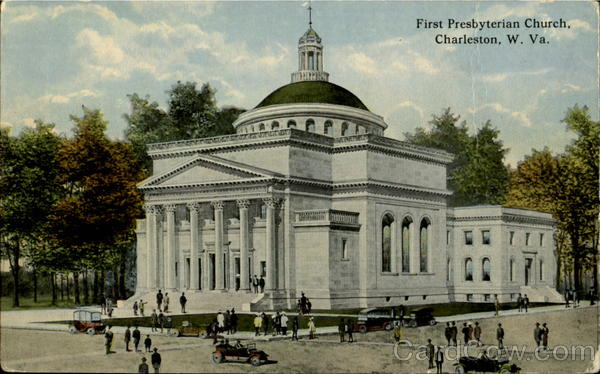 First Presbyterian Church,
Charleston, W. Va.
CardCow.com